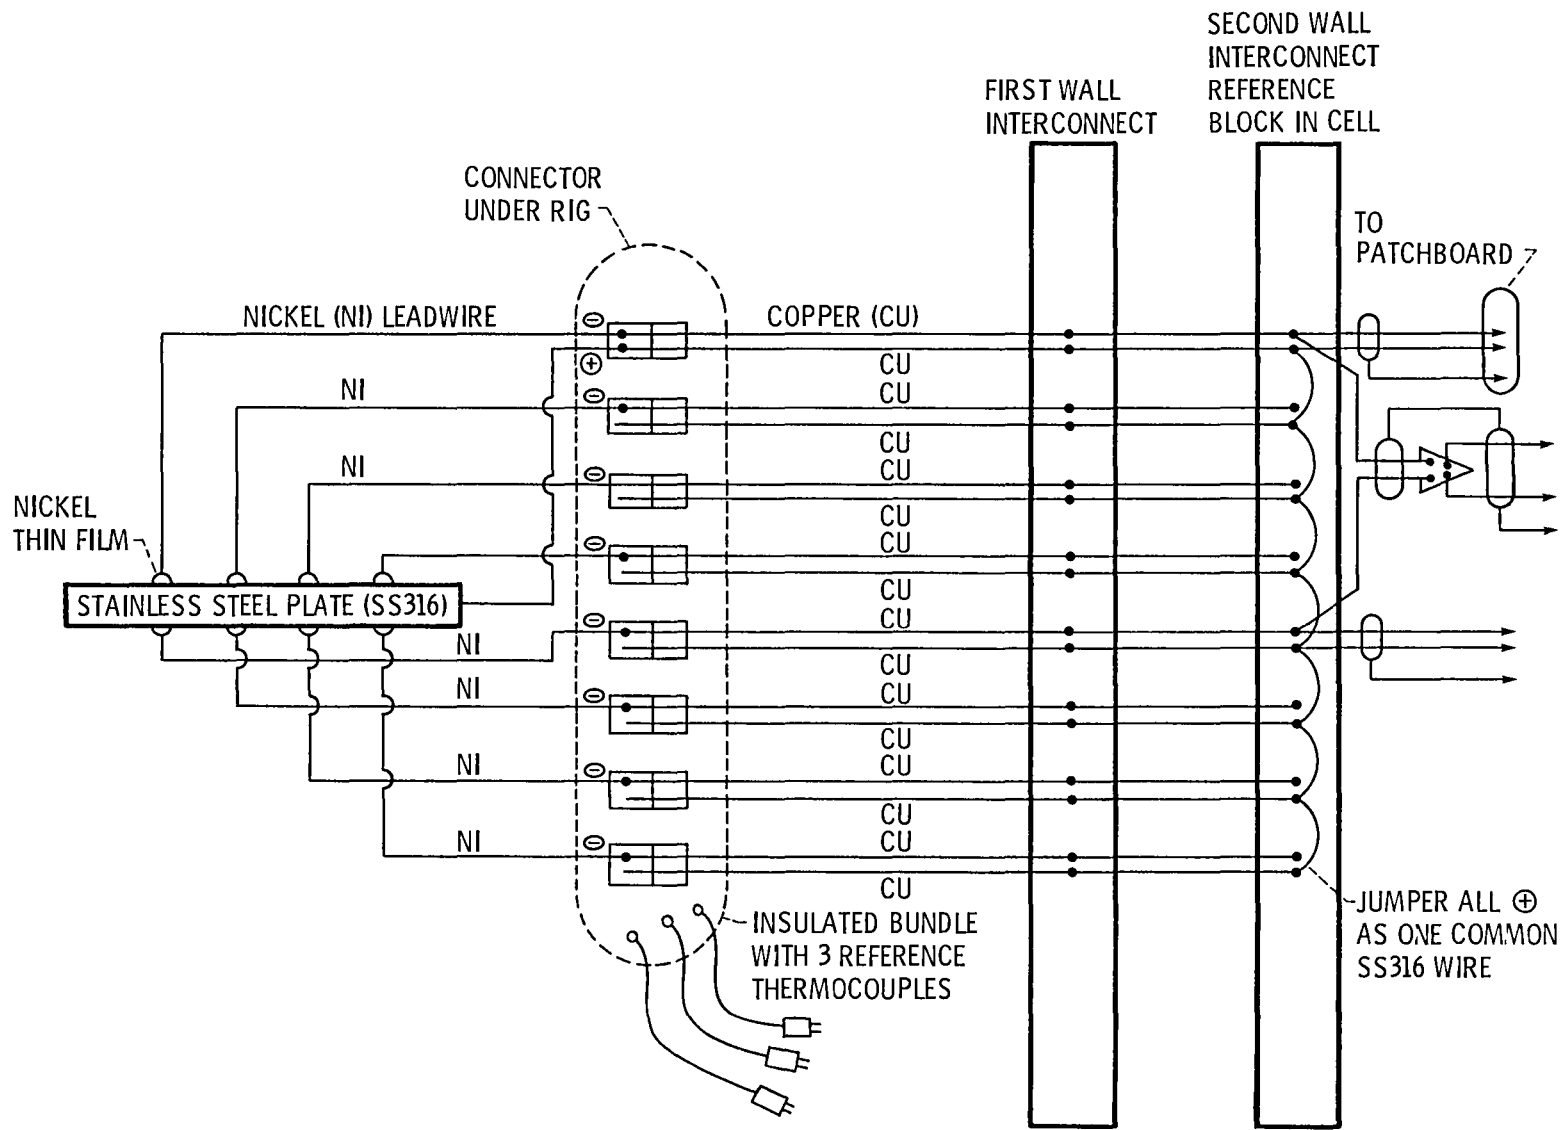 SECOND WALL
INTERCONNECT
REFERENCE
BLOCK IN CELL
FIRST WALL
INTERCONNECT
CONNECTOR
UNDER RIG
TO
PATCHBOARD
NICKEL (NI) LEADWIRE
⊖
COPPER (CU)
⊕
CU
NI
⊖
CU
CU
NI
⊖
CU
NICKEL
THIN FILM
CU
⊖
CU
STAINLESS STEEL PLATE (SS316)
CU
⊖
CU
NI
CU
NI
⊖
CU
CU
NI
⊖
CU
CU
NI
⊖
CU
CU
INSULATED BUNDLE
WITH 3 REFERENCE
THERMOCOUPLES
JUMPER ALL ⊕
AS ONE COMMON
SS316 WIRE